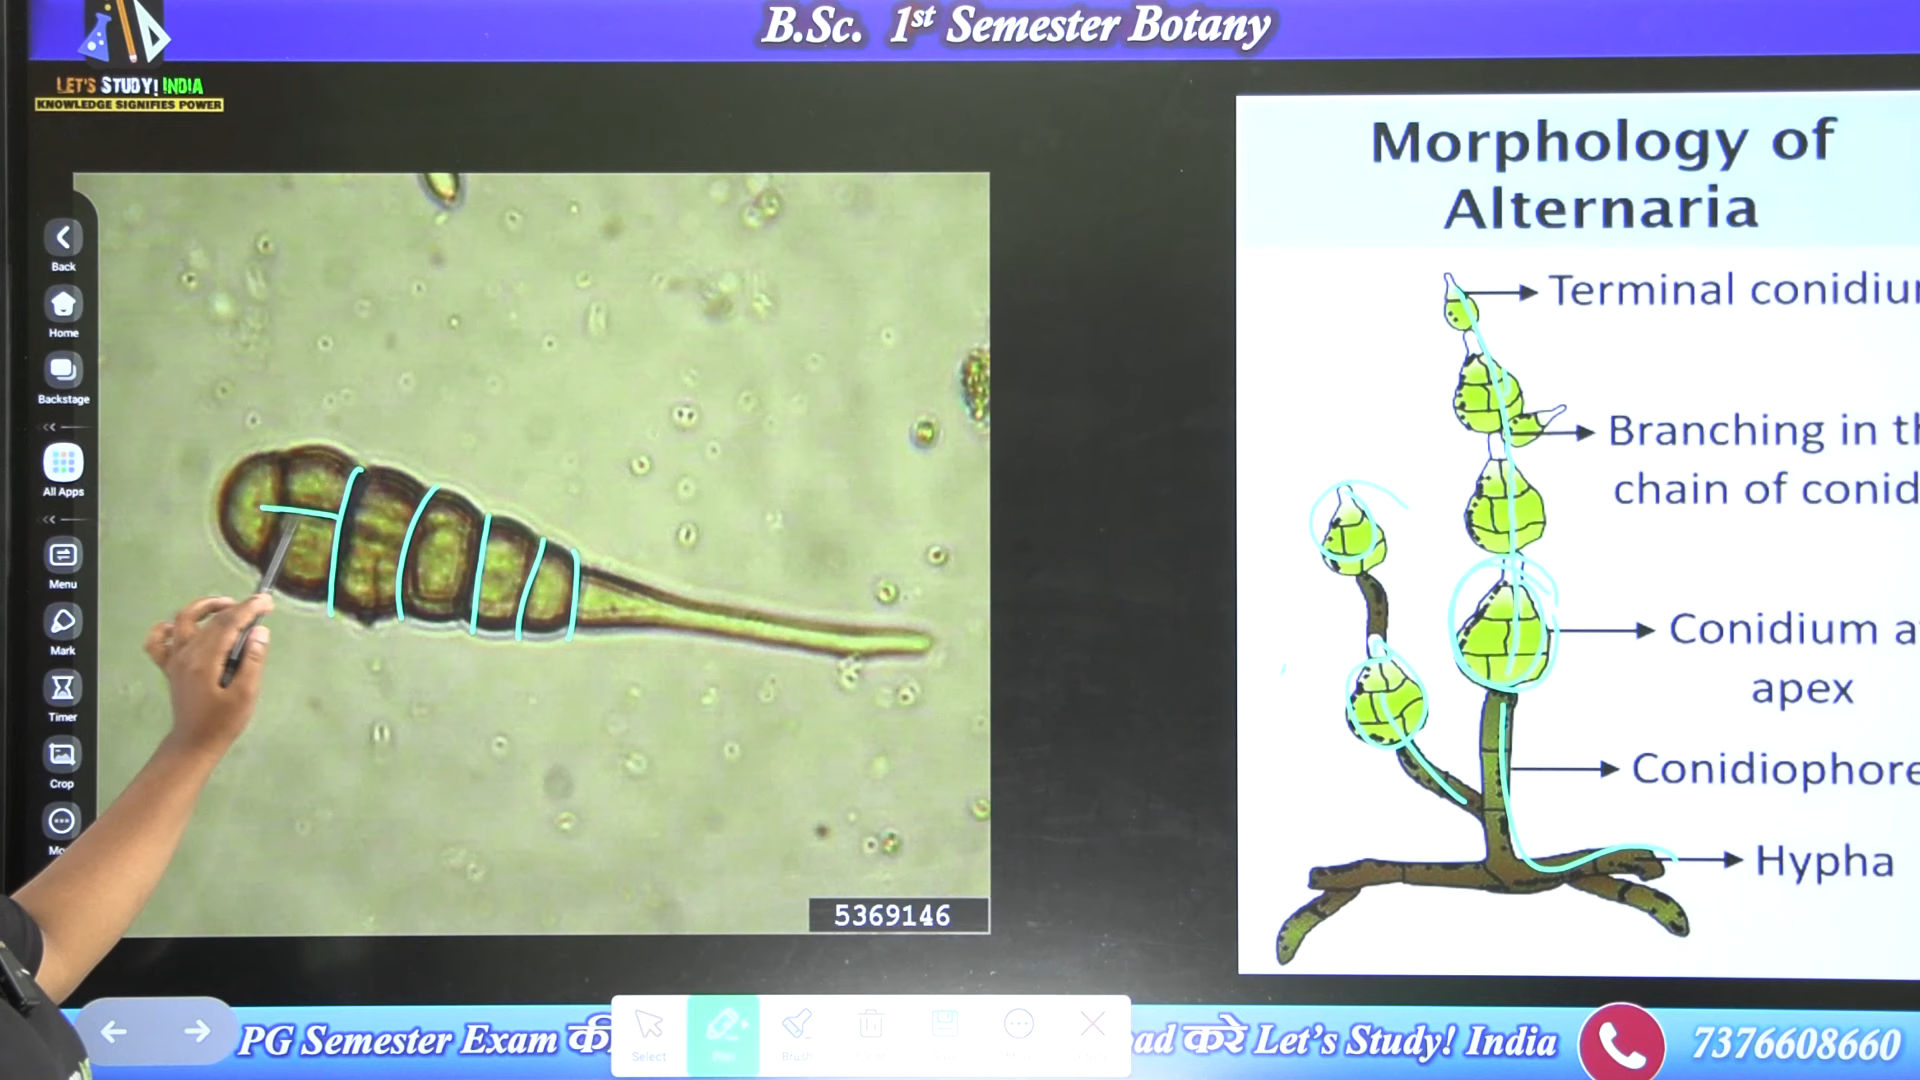 B.Sc. 1st Semester Botany
LET'S STUDY! INDIA
KNOWLEDGE SIGNIFIES POWER
Morphology of
Alternaria
Back
Home
Backstage
All Apps
Menu
Mark
Timer
Crop
Terminal conidiu
Branching in th
chain of conid
Conidium a
apex
Conidiophore
Hypha
5369146
Select
Brush
PG Semester Exam की
ad करे Let's Study! India
7376608660